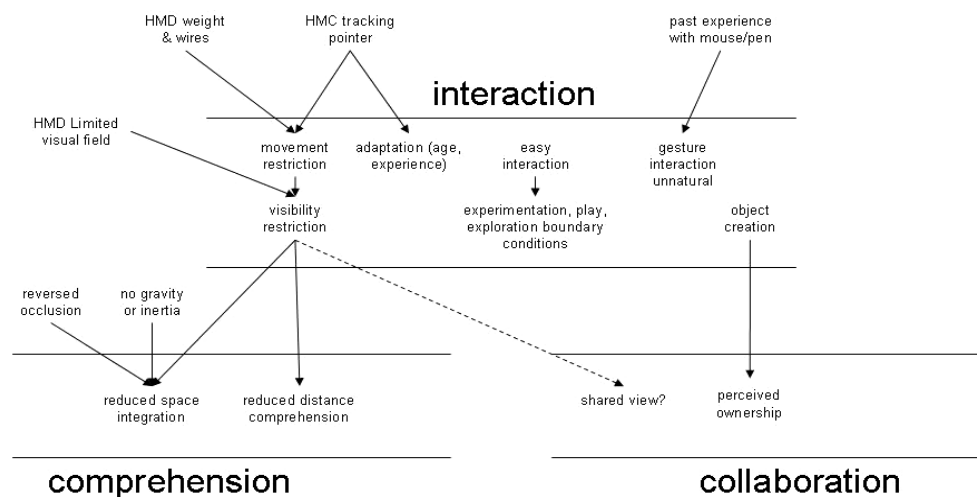 HMD weight
& wires
HMC tracking
pointer
past experience
with mouse/pen
interaction
HMD Limited
visual field
movement
restriction
adaptation (age,
experience)
easy
interaction
gesture
interaction
unnatural
visibility
restriction
experimentation, play,
exploration boundary
conditions
object
creation
reversed
occlusion
no gravity
or inertia
reduced space
integration
reduced distance
comprehension
shared view?
perceived
ownership
comprehension
collaboration